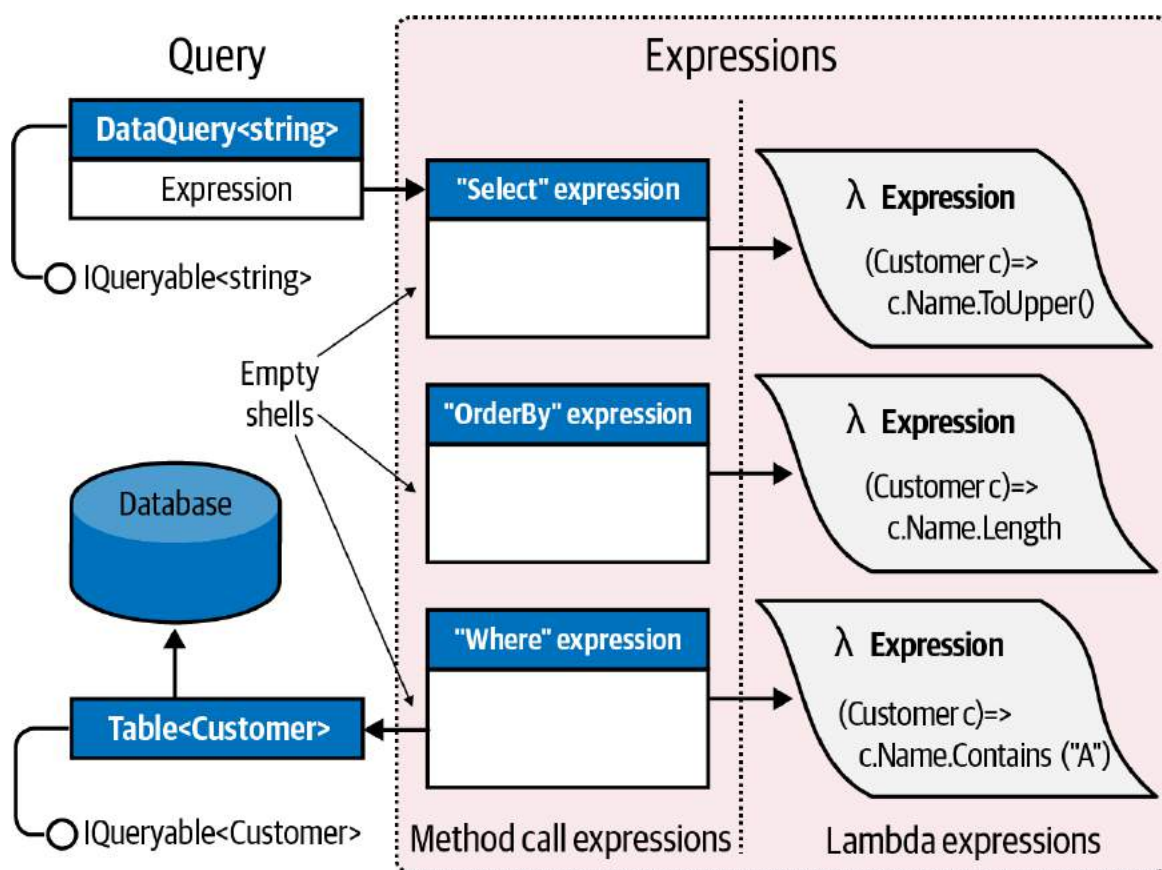 Query
Expressions
DataQuery<string>
Expression
IQueryable<string>
"Select" expression
λ Expression
(Customer c)=>
c.Name.ToUpper()
Empty
shells
"OrderBy" expression
λ Expression
(Customer c)=>
c.Name.Length
Database
"Where" expression
λ Expression
(Customer c)=>
c.Name.Contains ("A")
Table<Customer>
IQueryable<Customer>
Method call expressions
Lambda expressions